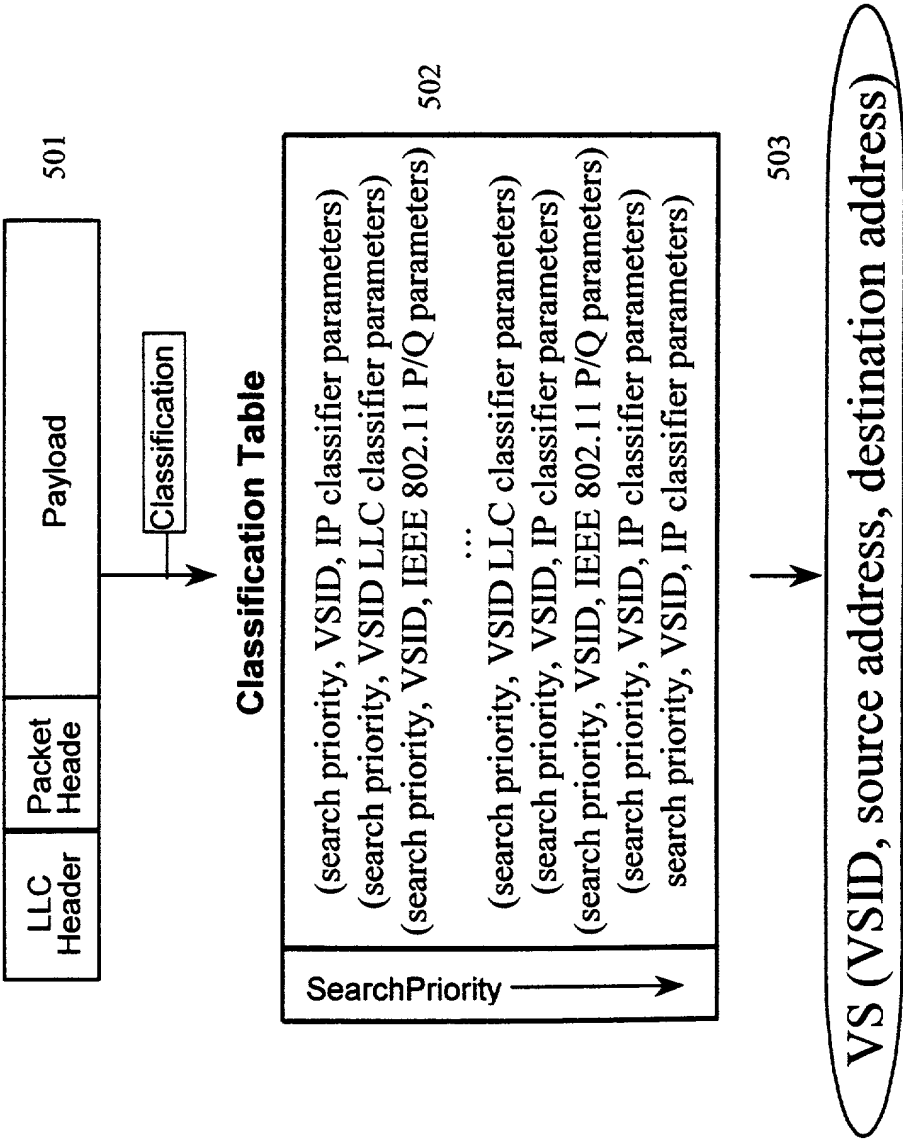 LLC
Header
Packet
Heade
Payload
501
Classification
Classification Table
SearchPriority
(search priority, VSID, IP classifier parameters)
(search priority, VSID LLC classifier parameters)
(search priority, VSID, IEEE 802.11 P/Q parameters)
...
(search priority, VSID LLC classifier parameters)
(search priority, VSID, IP classifier parameters)
(search priority, VSID, IEEE 802.11 P/Q parameters)
(search priority, VSID, IP classifier parameters)
search priority, VSID, IP classifier parameters)
502
503
VS (VSID, source address, destination address)